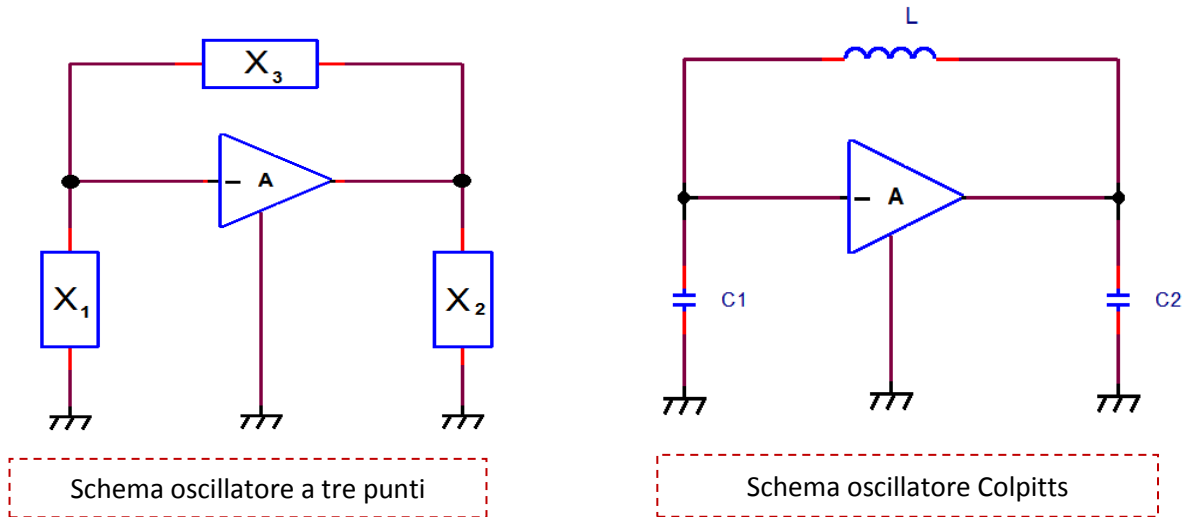 X3
− A
X1
X2
Schema oscillatore a tre punti
L
− A
C1
C2
Schema oscillatore Colpitts